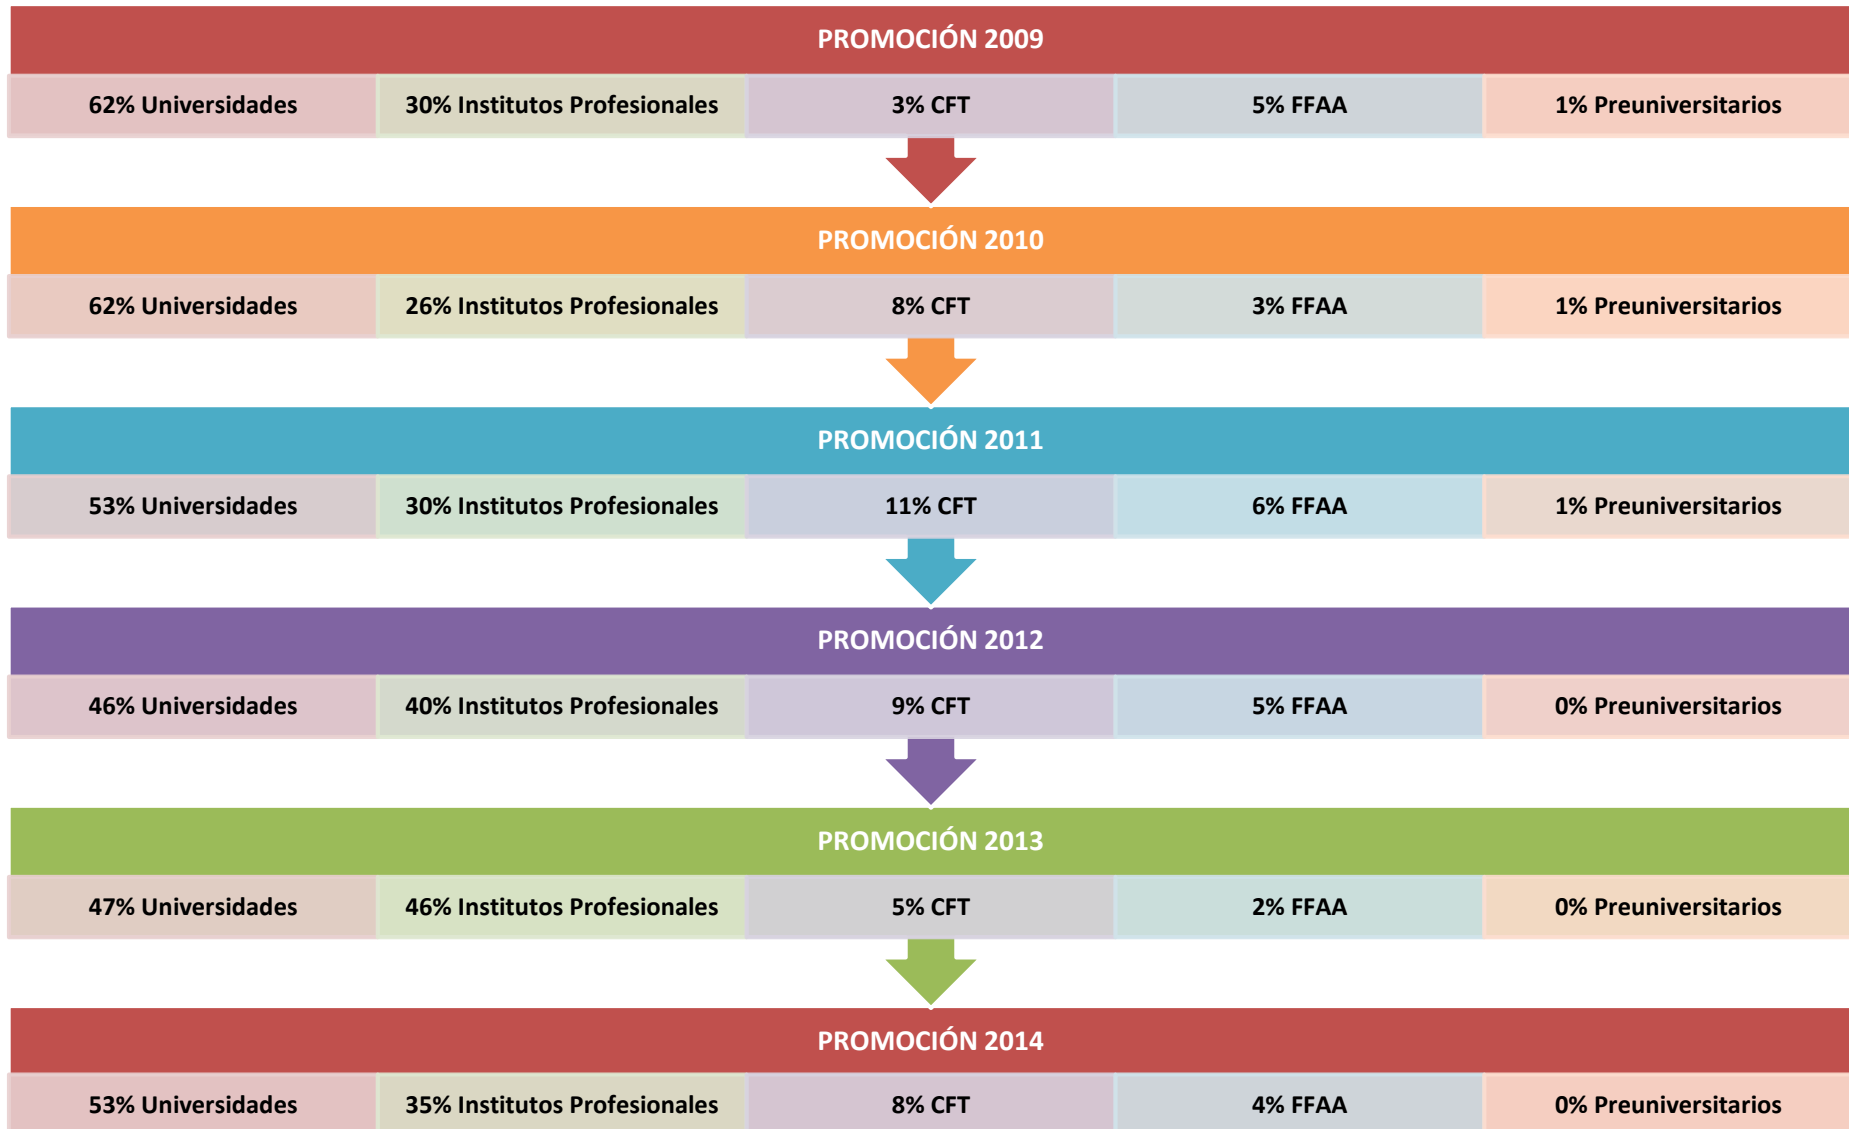 PROMOCIÓN 2009
62% Universidades 30% Institutos Profesionales 3% CFT 5% FFAA 1% Preuniversitarios
PROMOCIÓN 2010
62% Universidades 26% Institutos Profesionales 8% CFT 3% FFAA 1% Preuniversitarios
PROMOCIÓN 2011
53% Universidades 30% Institutos Profesionales 11% CFT 6% FFAA 1% Preuniversitarios
PROMOCIÓN 2012
46% Universidades 40% Institutos Profesionales 9% CFT 5% FFAA 0% Preuniversitarios
PROMOCIÓN 2013
47% Universidades 46% Institutos Profesionales 5% CFT 2% FFAA 0% Preuniversitarios
PROMOCIÓN 2014
53% Universidades 35% Institutos Profesionales 8% CFT 4% FFAA 0% Preuniversitarios